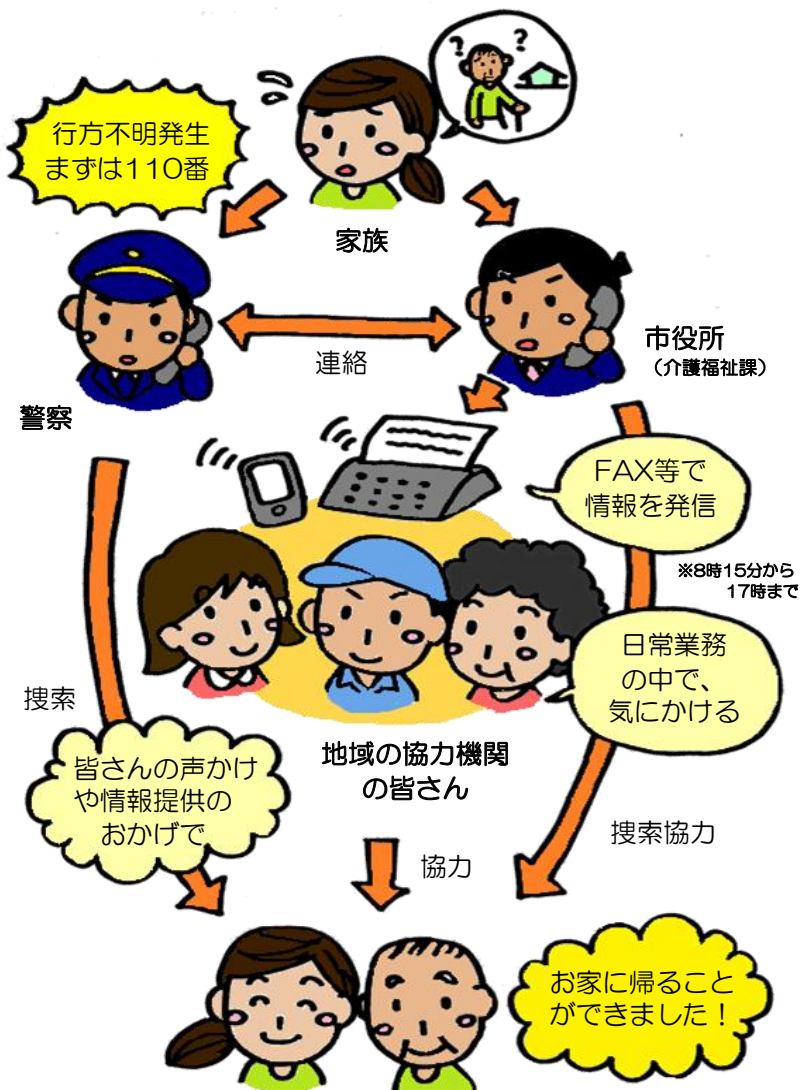 ?
?
行方不明発生
まずは110番
家族
連絡
市役所
（介護福祉課）
警察
FAX等で
情報を発信
※8時15分から
17時まで
日常業務
の中で、
気にかける
捜索
地域の協力機関
の皆さん
皆さんの声かけ
や情報提供の
おかげで
協力
捜索協力
お家に帰ること
ができました！